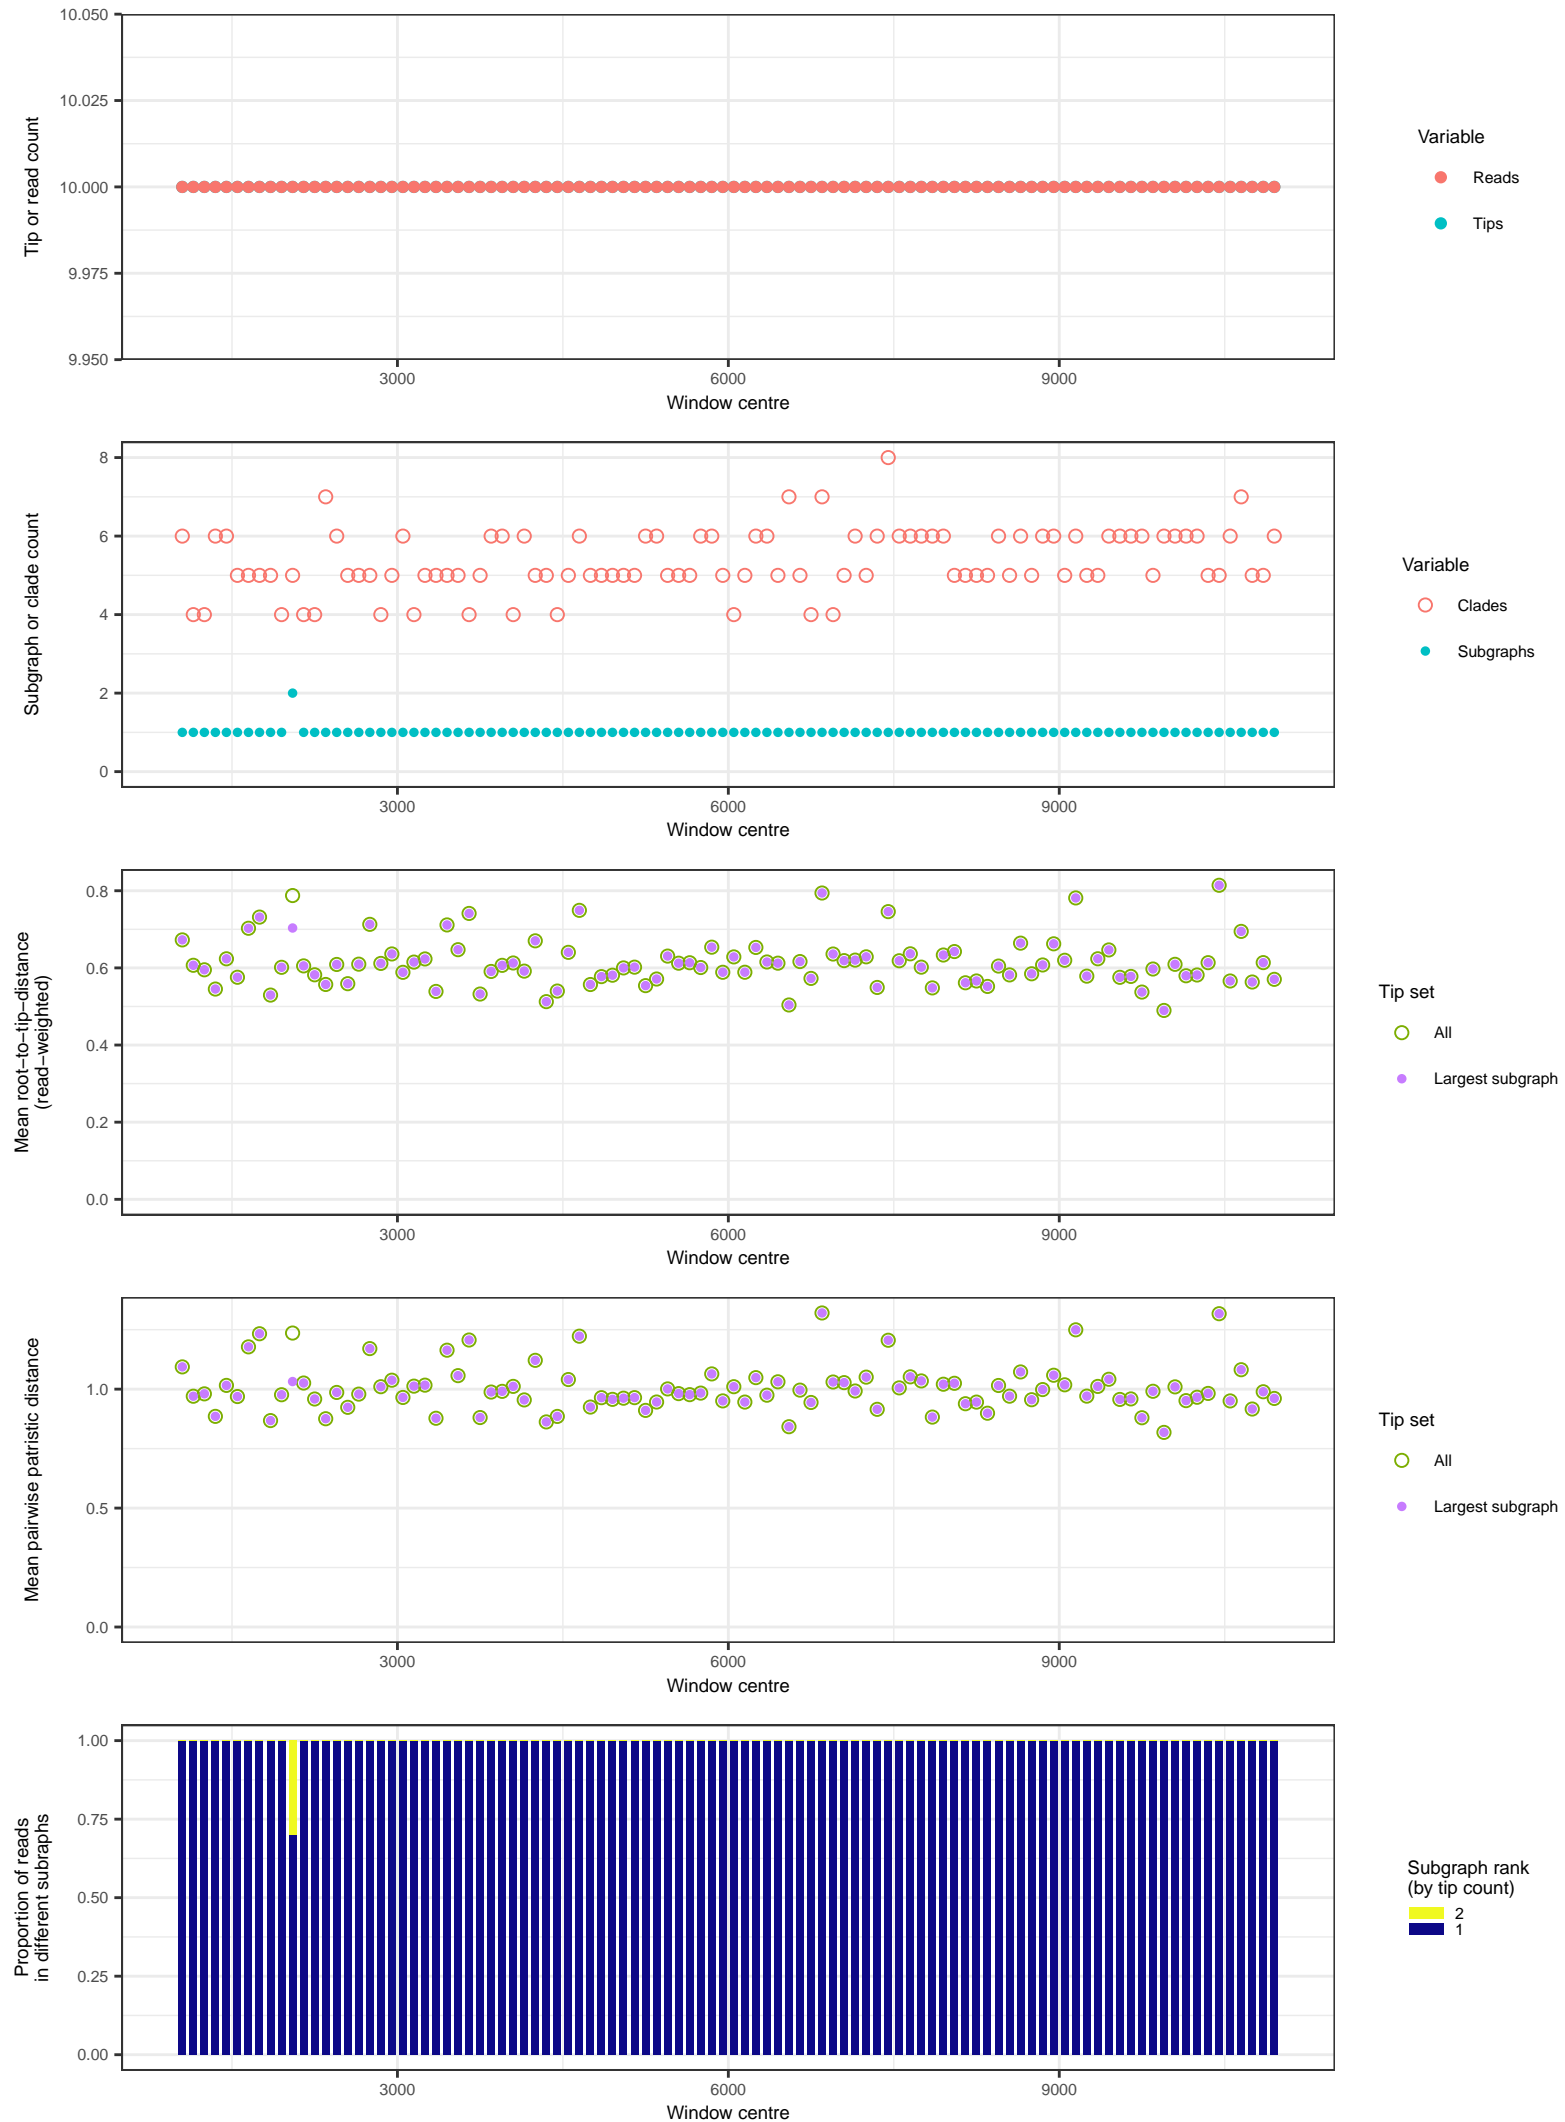 10.050
10.025
10.000
9.975
9.950
Tip or read count
3000
6000
9000
Window centre
Variable
Reads
Tips
8
6
4
2
0
Subgraph or clade count
3000
6000
9000
Window centre
Variable
Clades
Subgraphs
0.8
0.6
0.4
0.2
0.0
Mean root−to−tip−distance
(read−weighted)
3000
6000
9000
Window centre
Tip set
All
Largest subgraph
1.0
0.5
0.0
Mean pairwise patristic distance
3000
6000
9000
Window centre
Tip set
All
Largest subgraph
1.00
0.75
0.50
0.25
0.00
Proportion of reads
in different subraphs
3000
6000
9000
Window centre
Subgraph rank
(by tip count)
2
1